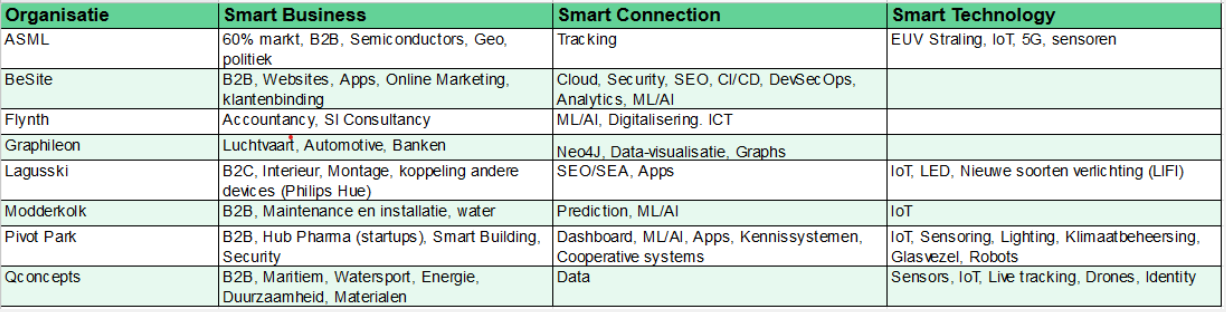 Organisatie Smart Business Smart Connection Smart Technology
ASML 60% markt, B2B, Semiconductors, Geo, Tracking EUV Straling, IoT, 5G, sensoren
politiek
BeSite B2B, Websites, Apps, Online Marketing, Cloud, Security, SEO, CI/CD, DevSecOps,
klantenbinding Analytics, ML/AI
Flynth Accountancy, SI Consultancy ML/AI, Digitalisering. ICT
Graphileon Luchtvaart, Automotive, Banken Neo4J, Data-visualisatie, Graphs
Lagusski B2C, Interieur, Montage, koppeling andere SEO/SEA, Apps IoT, LED, Nieuwe soorten verlichting (LIFI)
devices (Philips Hue)
Modderkolk B2B, Maintenance en installatie, water Prediction, ML/AI IoT
Pivot Park B2B, Hub Pharma (startups), Smart Building, Dashboard, ML/AI, Apps, Kennissystemen, IoT, Sensoring, Lighting, Klimaatbeheersing,
Security Cooperative systems Glasvezel, Robots
Qconcepts B2B, Maritiem, Watersport, Energie, Data Sensors, IoT, Live tracking, Drones, Identity
Duurzaamheid, Materialen